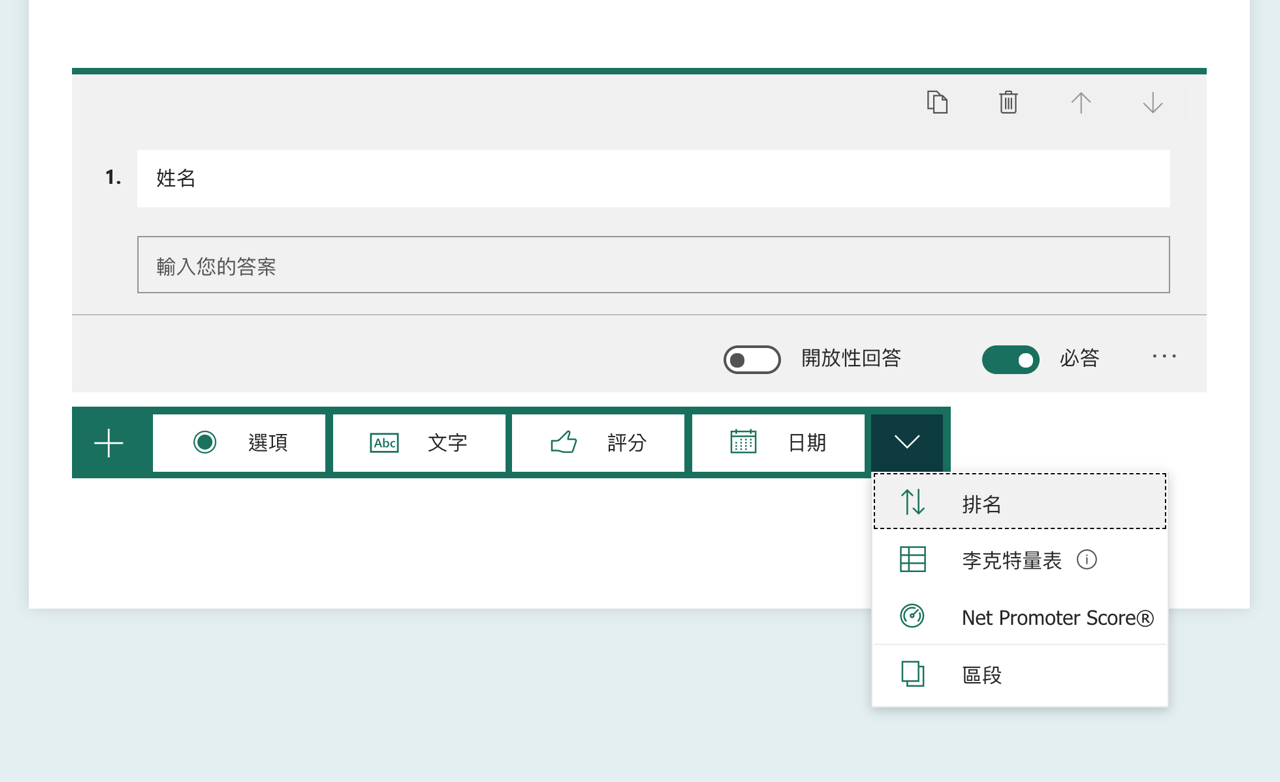 1. 姓名
輸入您的答案
開放性回答 必答
選項 Abc 文字 評分 日期
排名
李克特量表
Net Promoter Score®
區段